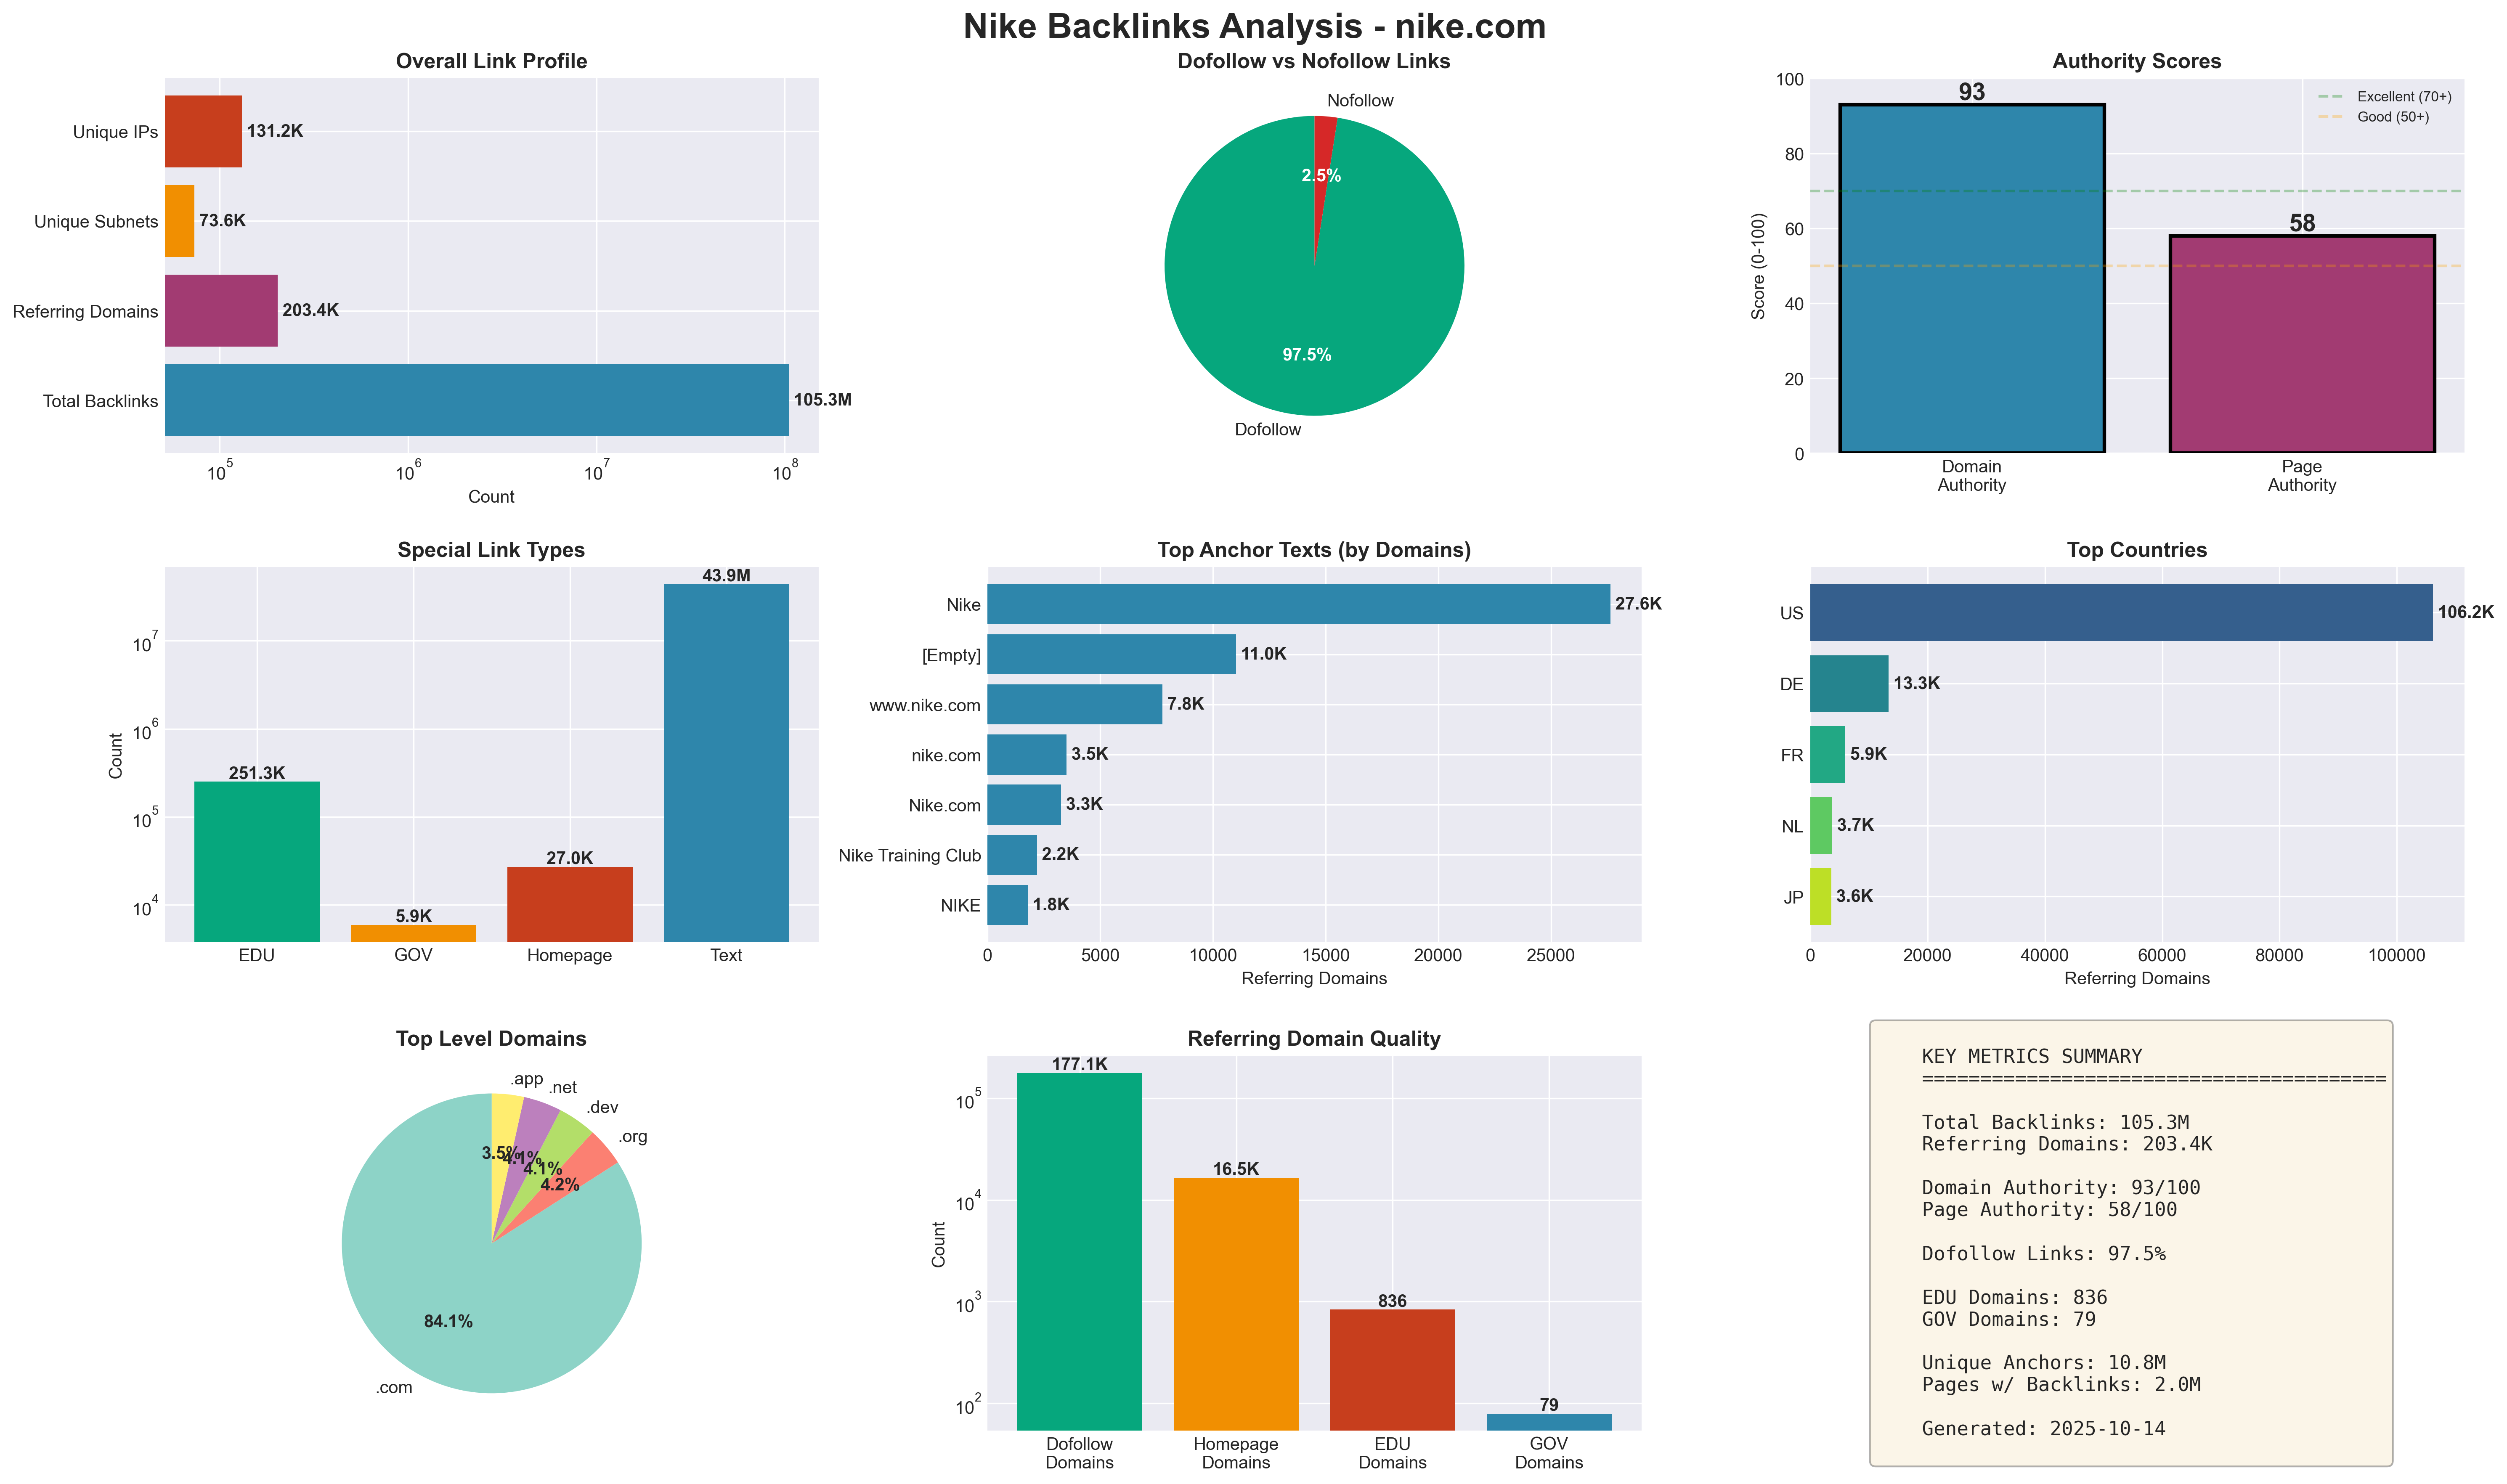 Nike Backlinks Analysis - nike.com
Overall Link Profile
Unique IPs
131.2K
Unique Subnets
73.6K
Referring Domains
203.4K
Total Backlinks
105.3M
10^5
10^6
10^7
10^8
Count
Dofollow vs Nofollow Links
Nofollow
2.5%
97.5%
Dofollow
Authority Scores
Score (0-100)
100
80
60
40
20
0
93
58
Excellent (70+)
Good (50+)
Domain
Authority
Page
Authority
Special Link Types
Count
10^7
10^6
10^5
10^4
251.3K
5.9K
27.0K
43.9M
EDU
GOV
Homepage
Text
Top Anchor Texts (by Domains)
Nike
27.6K
[Empty]
11.0K
www.nike.com
7.8K
nike.com
3.5K
Nike.com
3.3K
Nike Training Club
2.2K
NIKE
1.8K
0
5000
10000
15000
20000
25000
Referring Domains
Top Countries
US
106.2K
DE
13.3K
FR
5.9K
NL
3.7K
JP
3.6K
0
20000
40000
60000
80000
100000
Referring Domains
Top Level Domains
.app
.net
.dev
.org
3.5%
4.1%
4.1%
4.2%
84.1%
.com
Referring Domain Quality
Count
10^5
10^4
10^3
10^2
177.1K
16.5K
836
79
Dofollow
Domains
Homepage
Domains
EDU
Domains
GOV
Domains
KEY METRICS SUMMARY
========================================
Total Backlinks: 105.3M
Referring Domains: 203.4K
Domain Authority: 93/100
Page Authority: 58/100
Dofollow Links: 97.5%
EDU Domains: 836
GOV Domains: 79
Unique Anchors: 10.8M
Pages w/ Backlinks: 2.0M
Generated: 2025-10-14